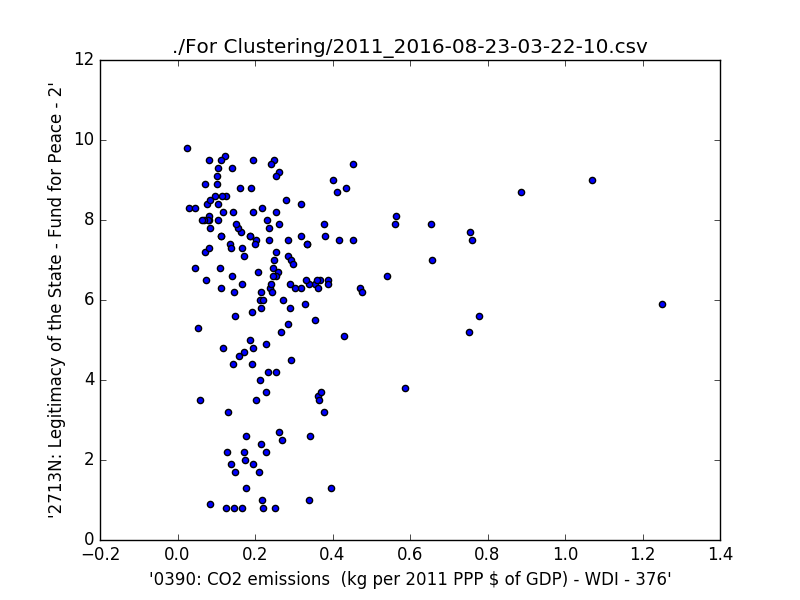 ./For Clustering/2011_2016-08-23-03-22-10.csv
12
10
8
6
4
2
0
'2713N: Legitimacy of the State - Fund for Peace - 2'
−0.2 0.0 0.2 0.4 0.6 0.8 1.0 1.2 1.4
'0390: CO2 emissions  (kg per 2011 PPP $ of GDP) - WDI - 376'